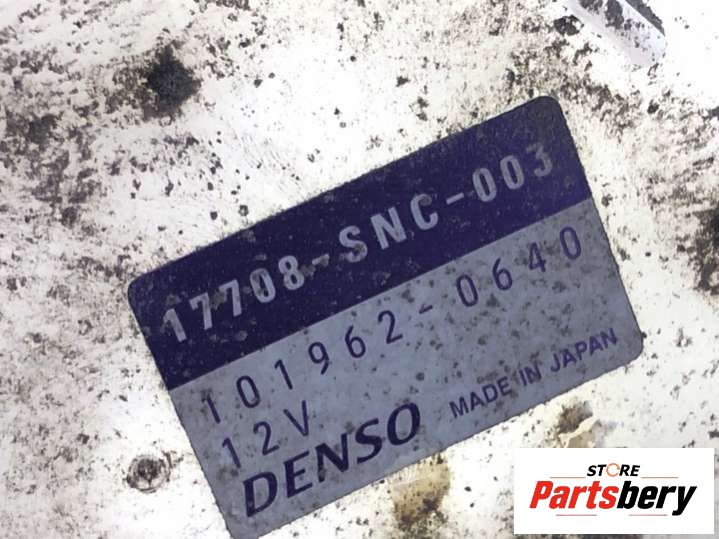 17708-SNC-003
101962-0640
12V
DENSO MADE IN JAPAN
STORE
Partsbery